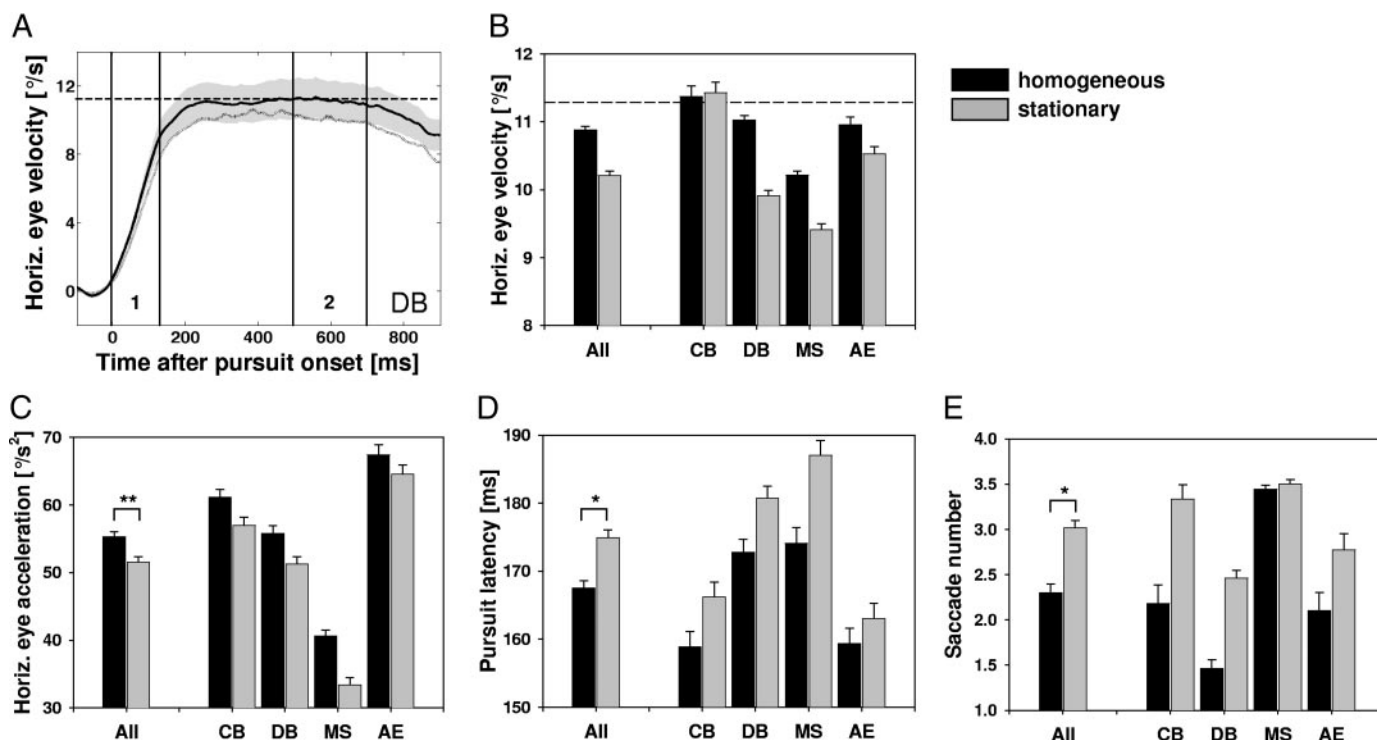 A
Horiz. eye velocity [°/s]
12
8
4
0
1
2
DB
0
200
400
600
800
Time after pursuit onset [ms]
B
Horiz. eye velocity [°/s]
12
11
10
9
8
All
CB
DB
MS
AE
homogeneous
stationary
C
Horiz. eye acceleration [°/s²]
70
60
50
40
30
**
All
CB
DB
MS
AE
D
Pursuit latency [ms]
190
180
170
160
150
*
All
CB
DB
MS
AE
E
Saccade number
4.0
3.5
3.0
2.5
2.0
1.5
1.0
*
All
CB
DB
MS
AE